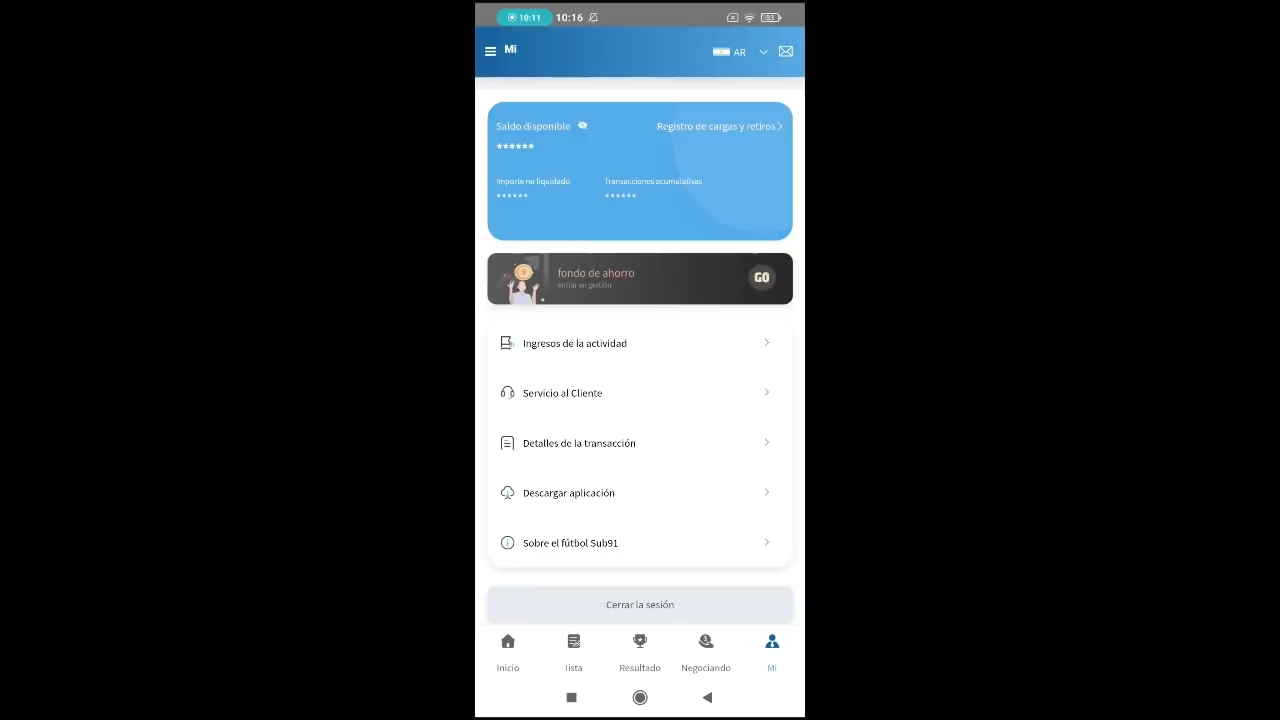 10:11 10:16 53
Mi
AR
Saldo disponible
Registro de cargas y retiros
******
Importe no liquidado
Transacciones acumulativas
******
******
fondo de ahorro
entrar en gestión
GO
Ingresos de la actividad
Servicio al Cliente
Detalles de la transacción
Descargar aplicación
Sobre el fútbol Sub91
Cerrar la sesión
Inicio
lista
Resultado
Negociando
Mi